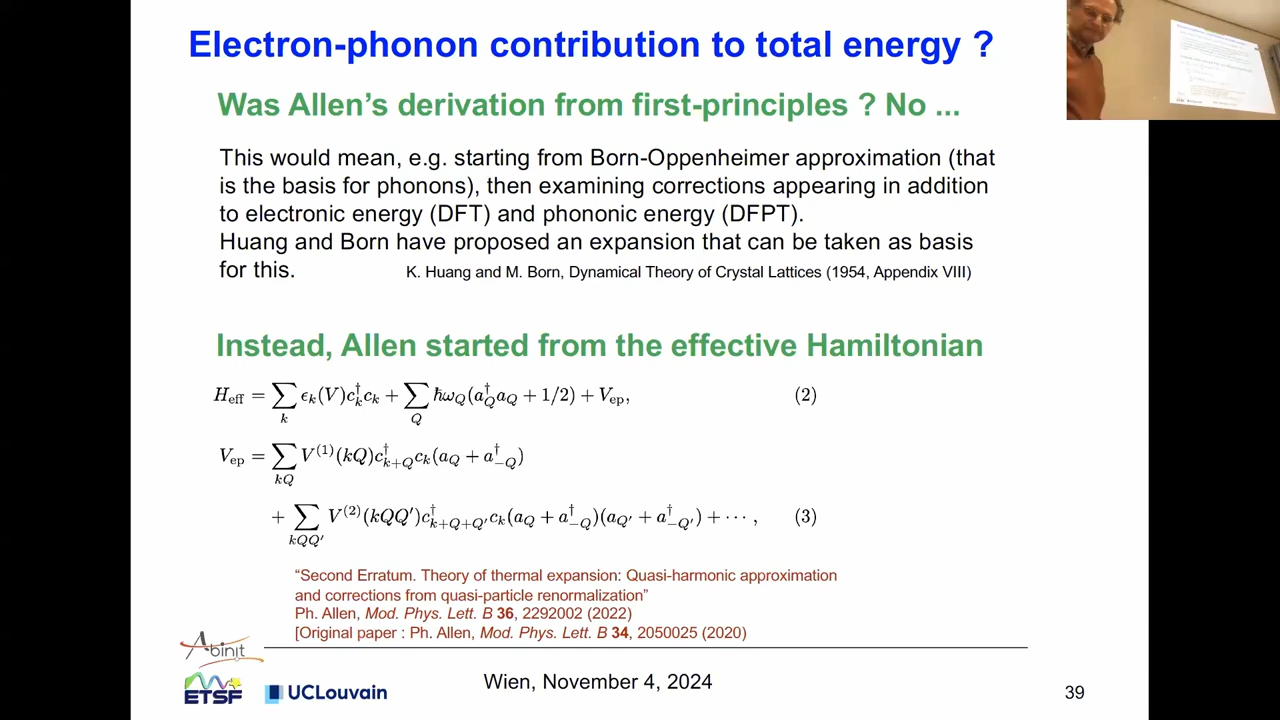 Electron-phonon contribution to total energy ?
Was Allen's derivation from first-principles ? No ...
This would mean, e.g. starting from Born-Oppenheimer approximation (that
is the basis for phonons), then examining corrections appearing in addition
to electronic energy (DFT) and phononic energy (DFPT).
Huang and Born have proposed an expansion that can be taken as basis
for this. K. Huang and M. Born, Dynamical Theory of Crystal Lattices (1954, Appendix VIII)
Instead, Allen started from the effective Hamiltonian
H_eff = ∑_k ϵ_k(V)c†_k c_k + ∑_Q ℏω_Q(a†_Q a_Q + 1/2) + V_ep, (2)
V_ep = ∑_kQ V^(1)(kQ)c†_{k+Q}c_k(a_Q + a†_{−Q})
+ ∑_kQQ′ V^(2)(kQQ′)c†_{k+Q+Q′}c_k(a_Q + a†_{−Q})(a_Q′ + a†_{−Q′}) + ··· , (3)
“Second Erratum. Theory of thermal expansion: Quasi-harmonic approximation
and corrections from quasi-particle renormalization”
Ph. Allen, Mod. Phys. Lett. B 36, 2292002 (2022)
[Original paper : Ph. Allen, Mod. Phys. Lett. B 34, 2050025 (2020)
Abinit
ETSF UCLouvain
Wien, November 4, 2024
39